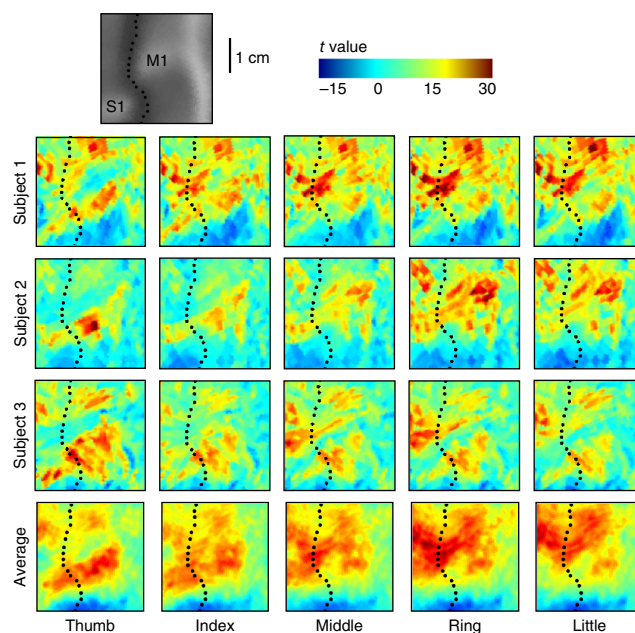 M1
S1
1 cm
t value
–15 0 15 30
Subject 1
Subject 2
Subject 3
Average
Thumb Index Middle Ring Little